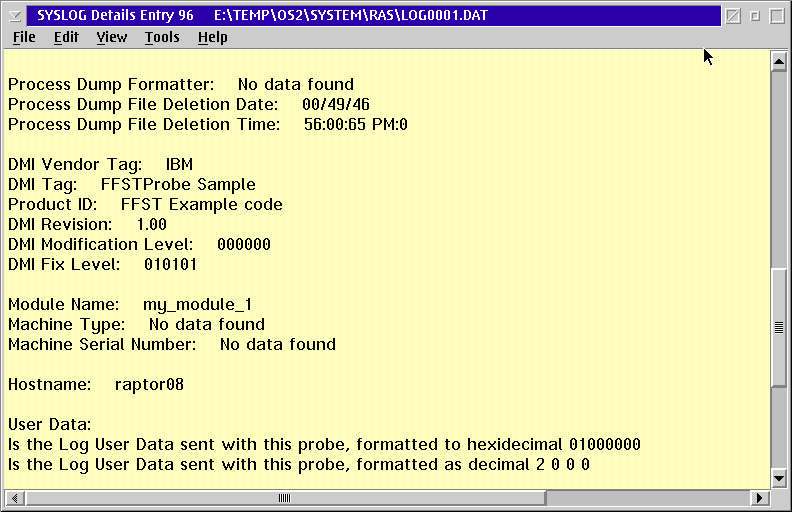 SYSLOG Details Entry 96 E:\TEMP\OS2\SYSTEM\RAS\LOG0001.DAT
File Edit View Tools Help
Process Dump Formatter: No data found
Process Dump File Deletion Date: 00/49/46
Process Dump File Deletion Time: 56:00:65 PM:0
DMI Vendor Tag: IBM
DMI Tag: FFSTProbe Sample
Product ID: FFST Example code
DMI Revision: 1.00
DMI Modification Level: 000000
DMI Fix Level: 010101
Module Name: my_module_1
Machine Type: No data found
Machine Serial Number: No data found
Hostname: raptor08
User Data:
Is the Log User Data sent with this probe, formatted to hexidecimal 01000000
Is the Log User Data sent with this probe, formatted as decimal 2 0 0 0